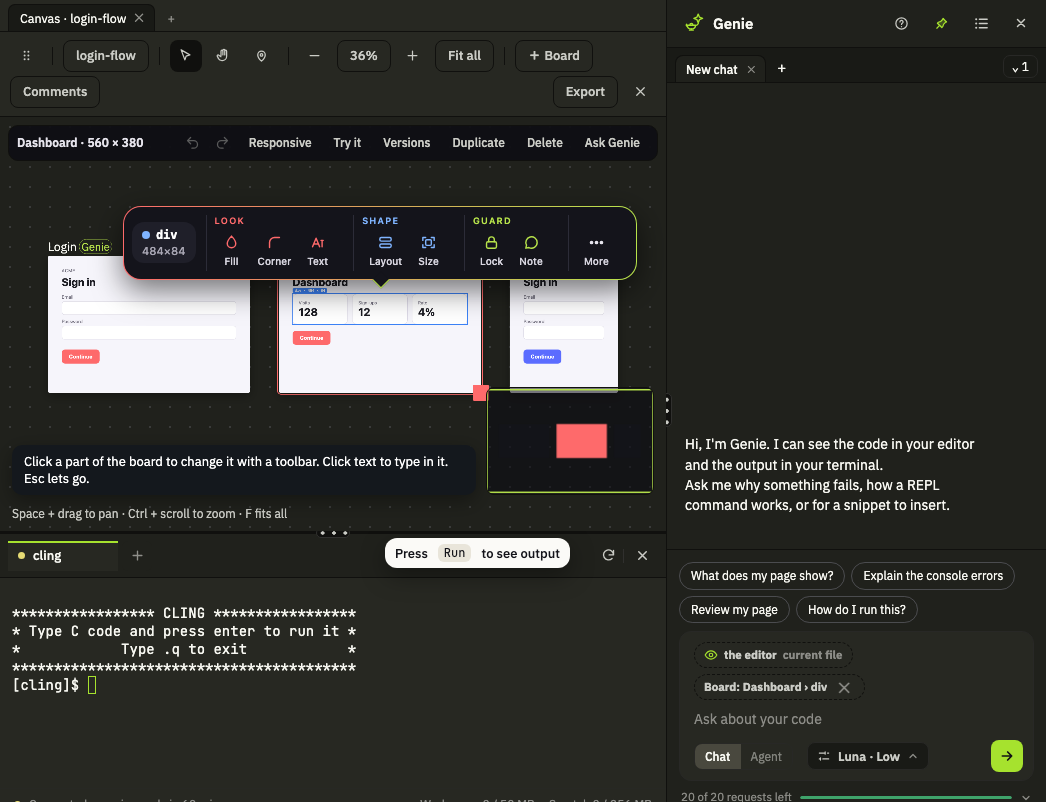 Canvas · login-flow
Genie
login-flow
36%
Fit all
+ Board
New chat
1
Comments
Export
Dashboard · 560 × 380
Responsive
Try it
Versions
Duplicate
Delete
Ask Genie
div
484×84
LOOK
Fill
Corner
Text
SHAPE
Layout
Size
GUARD
Lock
Note
More
Login Genie
ACME
Sign in
Email
Password
Continue
Dashboard
Visits
128
Sign-ups
12
Rate
4%
Continue
Sign in
Email
Password
Continue
Click a part of the board to change it with a toolbar. Click text to type in it.
Esc lets go.
Space + drag to pan · Ctrl + scroll to zoom · F fits all
Hi, I'm Genie. I can see the code in your editor
and the output in your terminal.
Ask me why something fails, how a REPL
command works, or for a snippet to insert.
cling
Press Run to see output
***************** CLING *****************
* Type C code and press enter to run it *
* Type .q to exit *
*****************************************
[cling]$
What does my page show?
Explain the console errors
Review my page
How do I run this?
the editor current file
Board: Dashboard › div
Ask about your code
Chat
Agent
Luna · Low
20 of 20 requests left